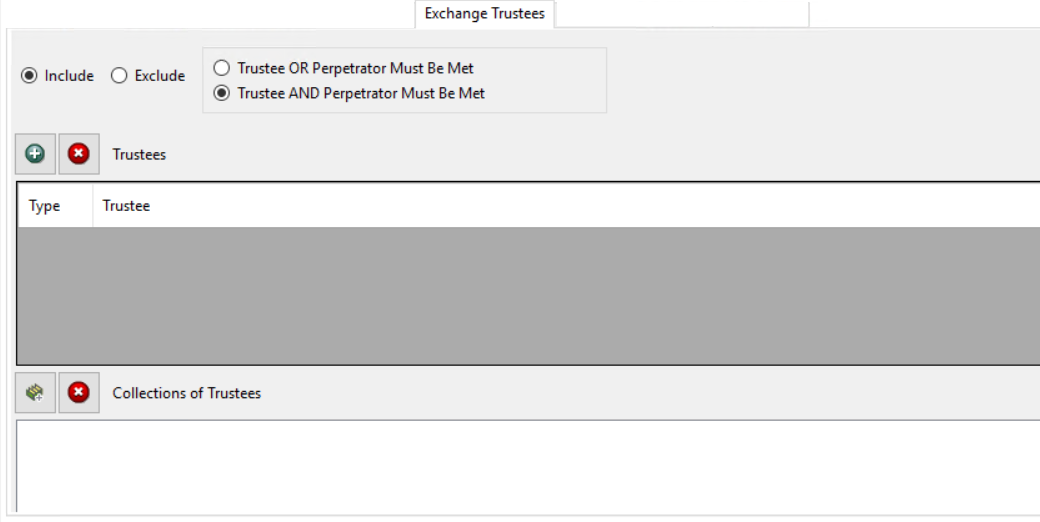 Exchange Trustees
Include Exclude
Trustee OR Perpetrator Must Be Met
Trustee AND Perpetrator Must Be Met
Trustees
Type Trustee
Collections of Trustees